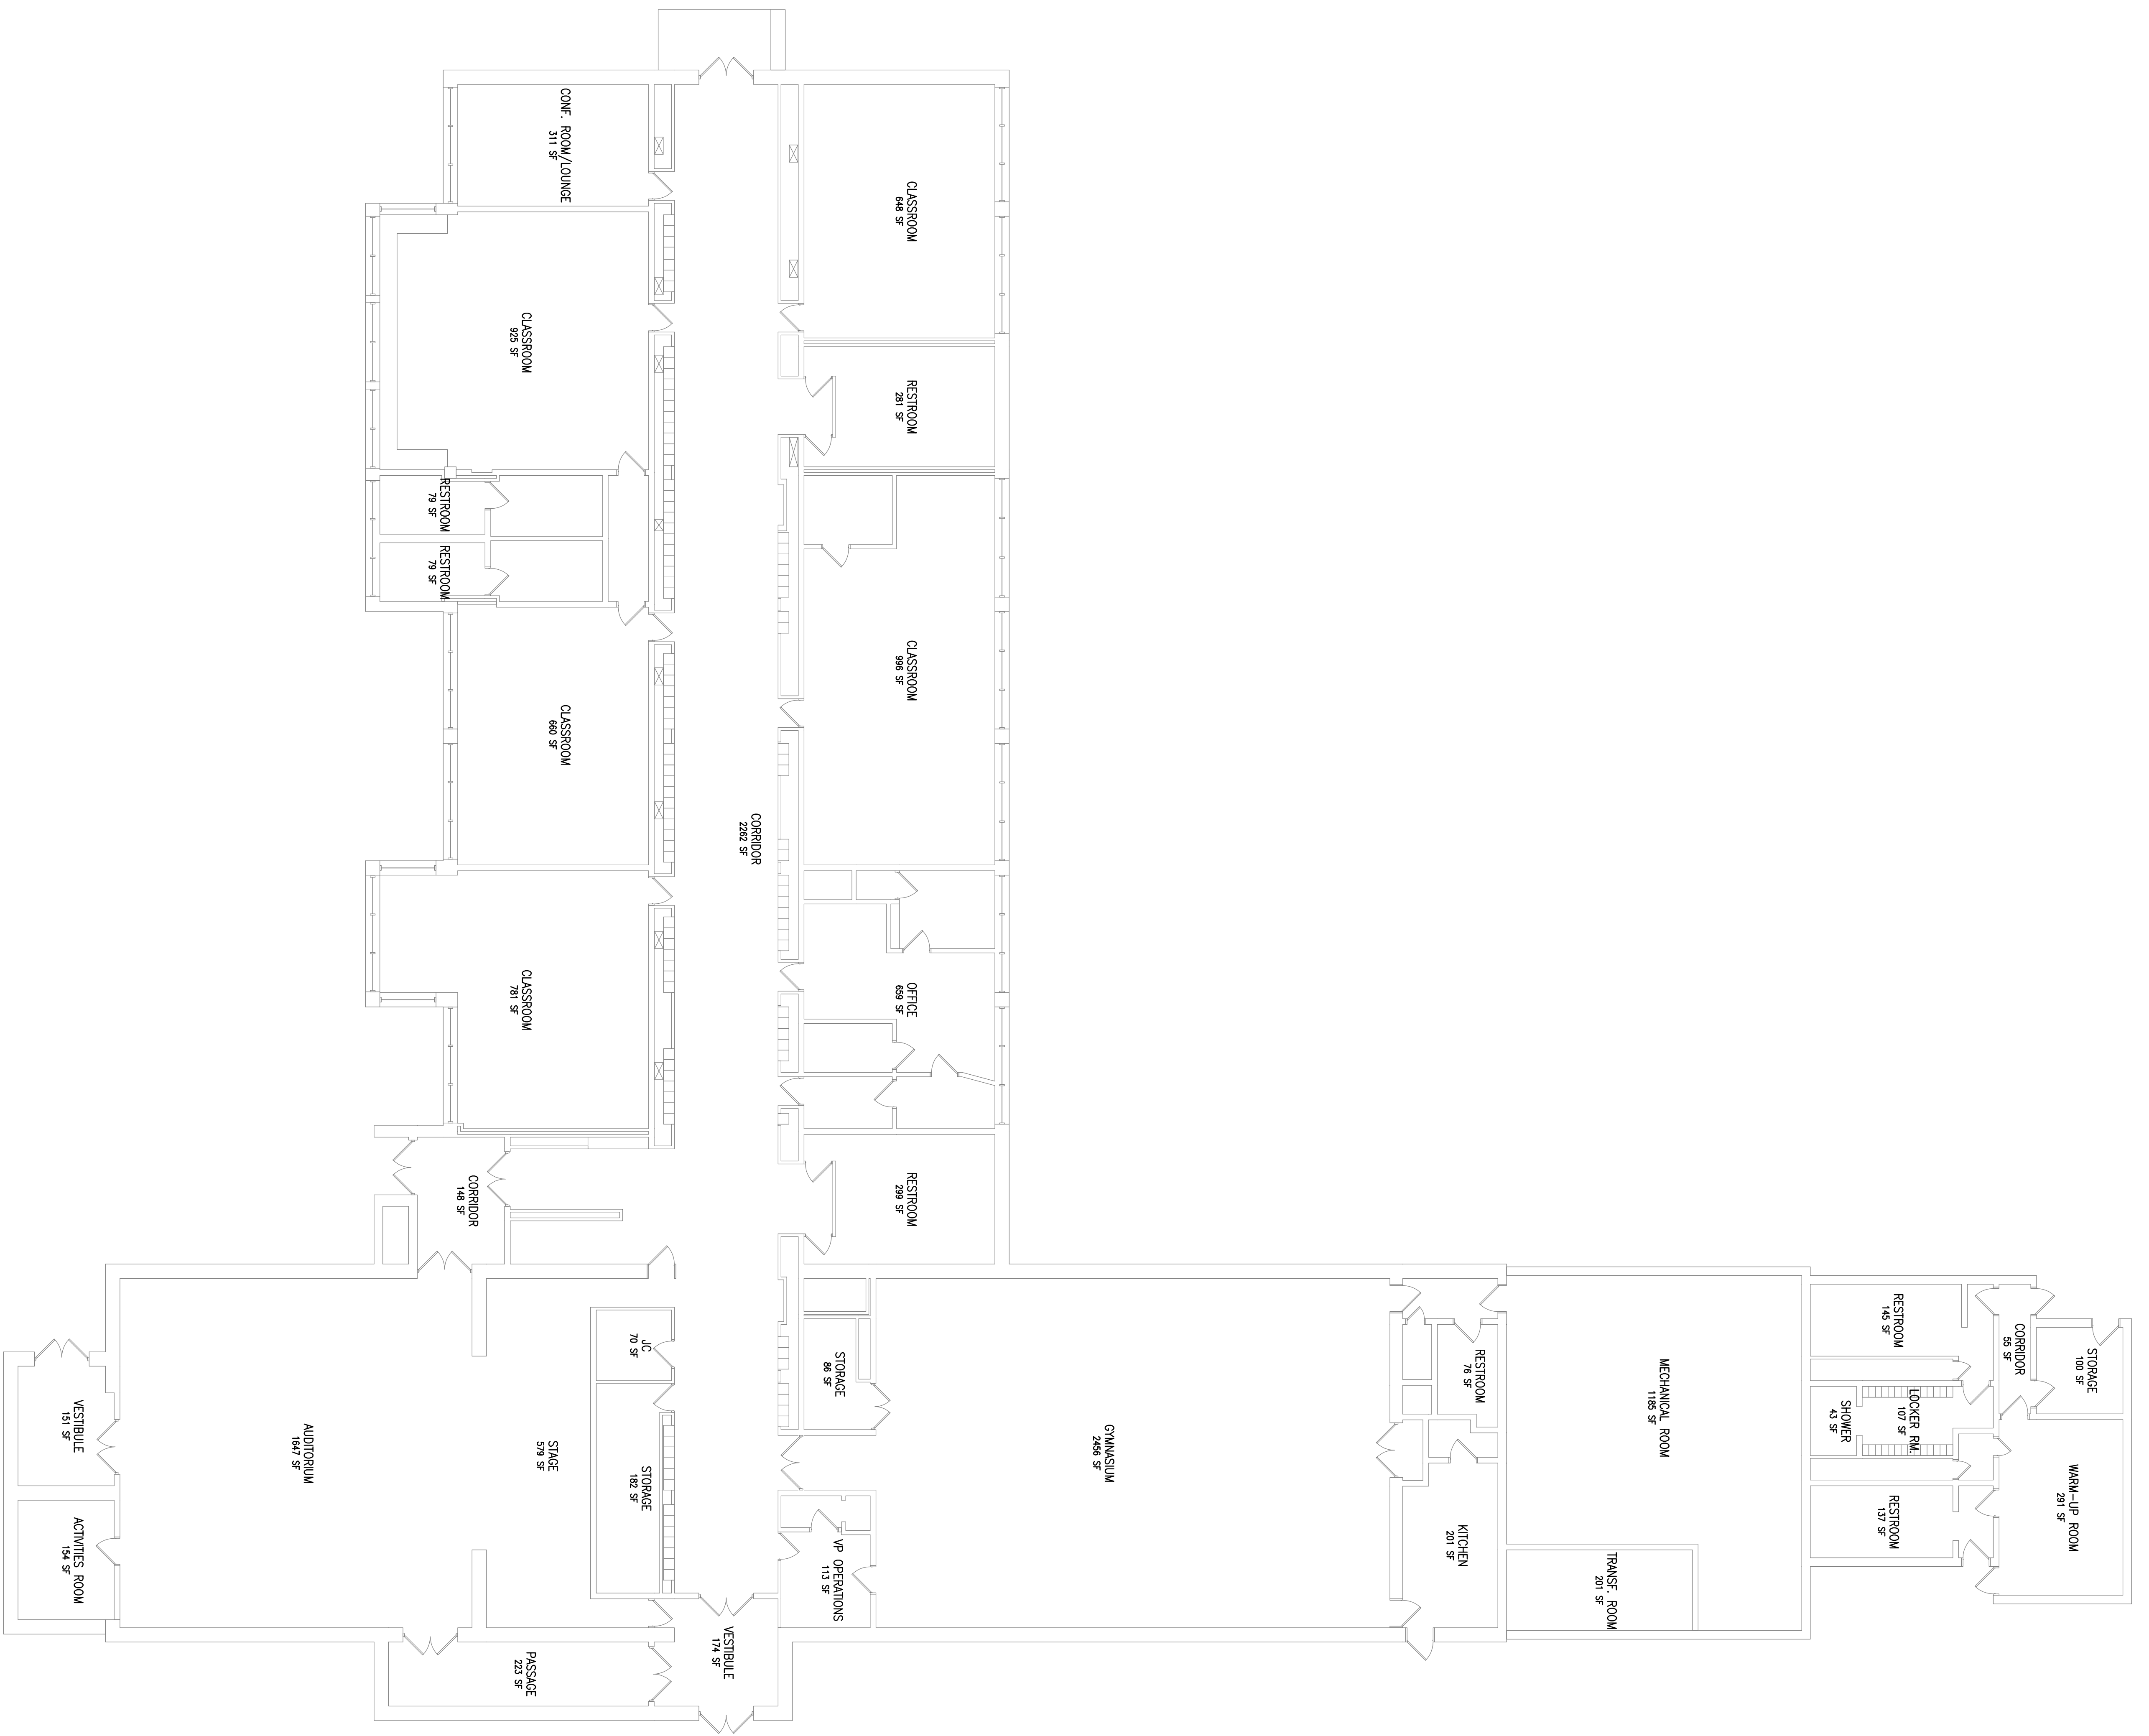 CONF. ROOM/LOUNGE
311 SF
CLASSROOM
648 SF
CLASSROOM
925 SF
RESTROOM
281 SF
RESTROOM
79 SF
RESTROOM
79 SF
CLASSROOM
996 SF
CLASSROOM
660 SF
CORRIDOR
2262 SF
CLASSROOM
781 SF
OFFICE
659 SF
CORRIDOR
148 SF
RESTROOM
299 SF
JC
70 SF
STORAGE
86 SF
RESTROOM
76 SF
MECHANICAL ROOM
1185 SF
RESTROOM
145 SF
CORRIDOR
55 SF
STORAGE
100 SF
LOCKER RM.
107 SF
SHOWER
43 SF
VESTIBULE
151 SF
AUDITORIUM
1647 SF
STAGE
579 SF
STORAGE
182 SF
GYMNASIUM
2456 SF
WARM-UP ROOM
291 SF
RESTROOM
137 SF
ACTIVITIES ROOM
154 SF
VP OPERATIONS
113 SF
KITCHEN
201 SF
TRANSF. ROOM
201 SF
VESTIBULE
174 SF
PASSAGE
223 SF